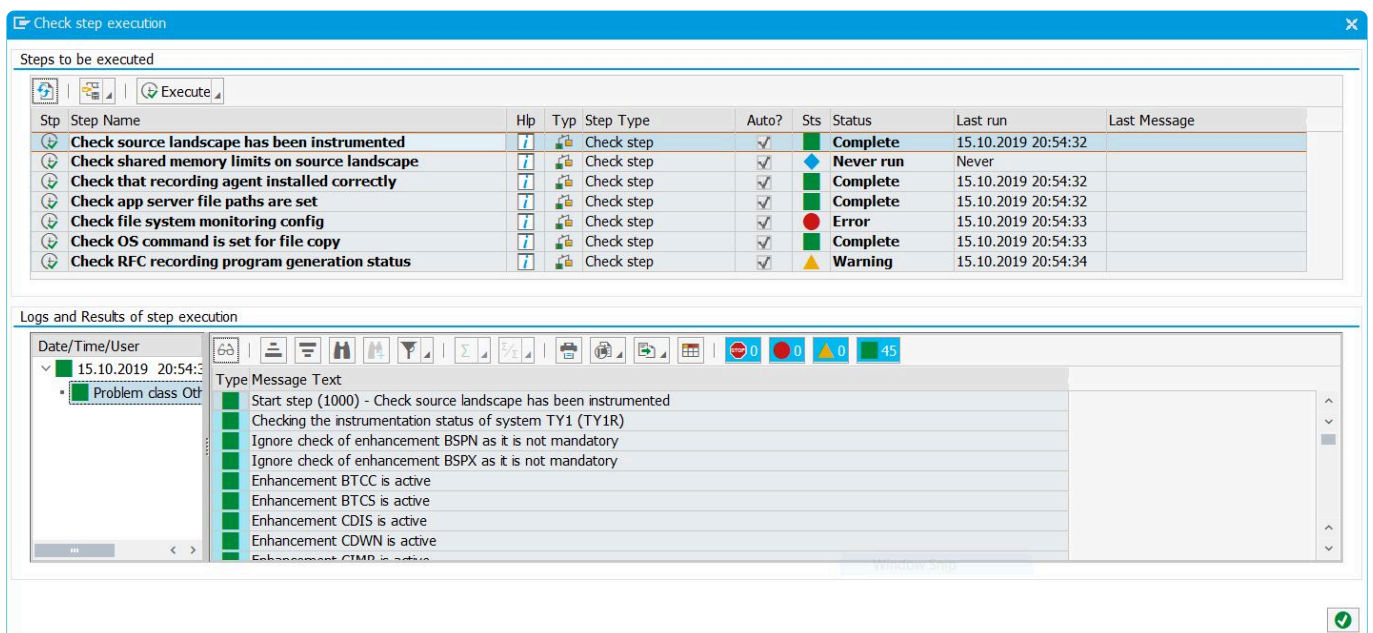 Check step execution
Steps to be executed
Execute
Stp Step Name Hlp Typ Step Type Auto? Sts Status Last run Last Message
Check source landscape has been instrumented i Check step Complete 15.10.2019 20:54:32
Check shared memory limits on source landscape i Check step Never run Never
Check that recording agent installed correctly i Check step Complete 15.10.2019 20:54:32
Check app server file paths are set i Check step Complete 15.10.2019 20:54:32
Check file system monitoring config i Check step Error 15.10.2019 20:54:33
Check OS command is set for file copy i Check step Complete 15.10.2019 20:54:33
Check RFC recording program generation status i Check step Warning 15.10.2019 20:54:34
Logs and Results of step execution
Date/Time/User
STOP 0 0 0 45
15.10.2019 20:54:3
Problem class Oth
Type Message Text
Start step (1000) - Check source landscape has been instrumented
Checking the instrumentation status of system TY1 (TY1R)
Ignore check of enhancement BSPN as it is not mandatory
Ignore check of enhancement BSPX as it is not mandatory
Enhancement BTCC is active
Enhancement BTCS is active
Enhancement CDIS is active
Enhancement CDWN is active
Window Snip